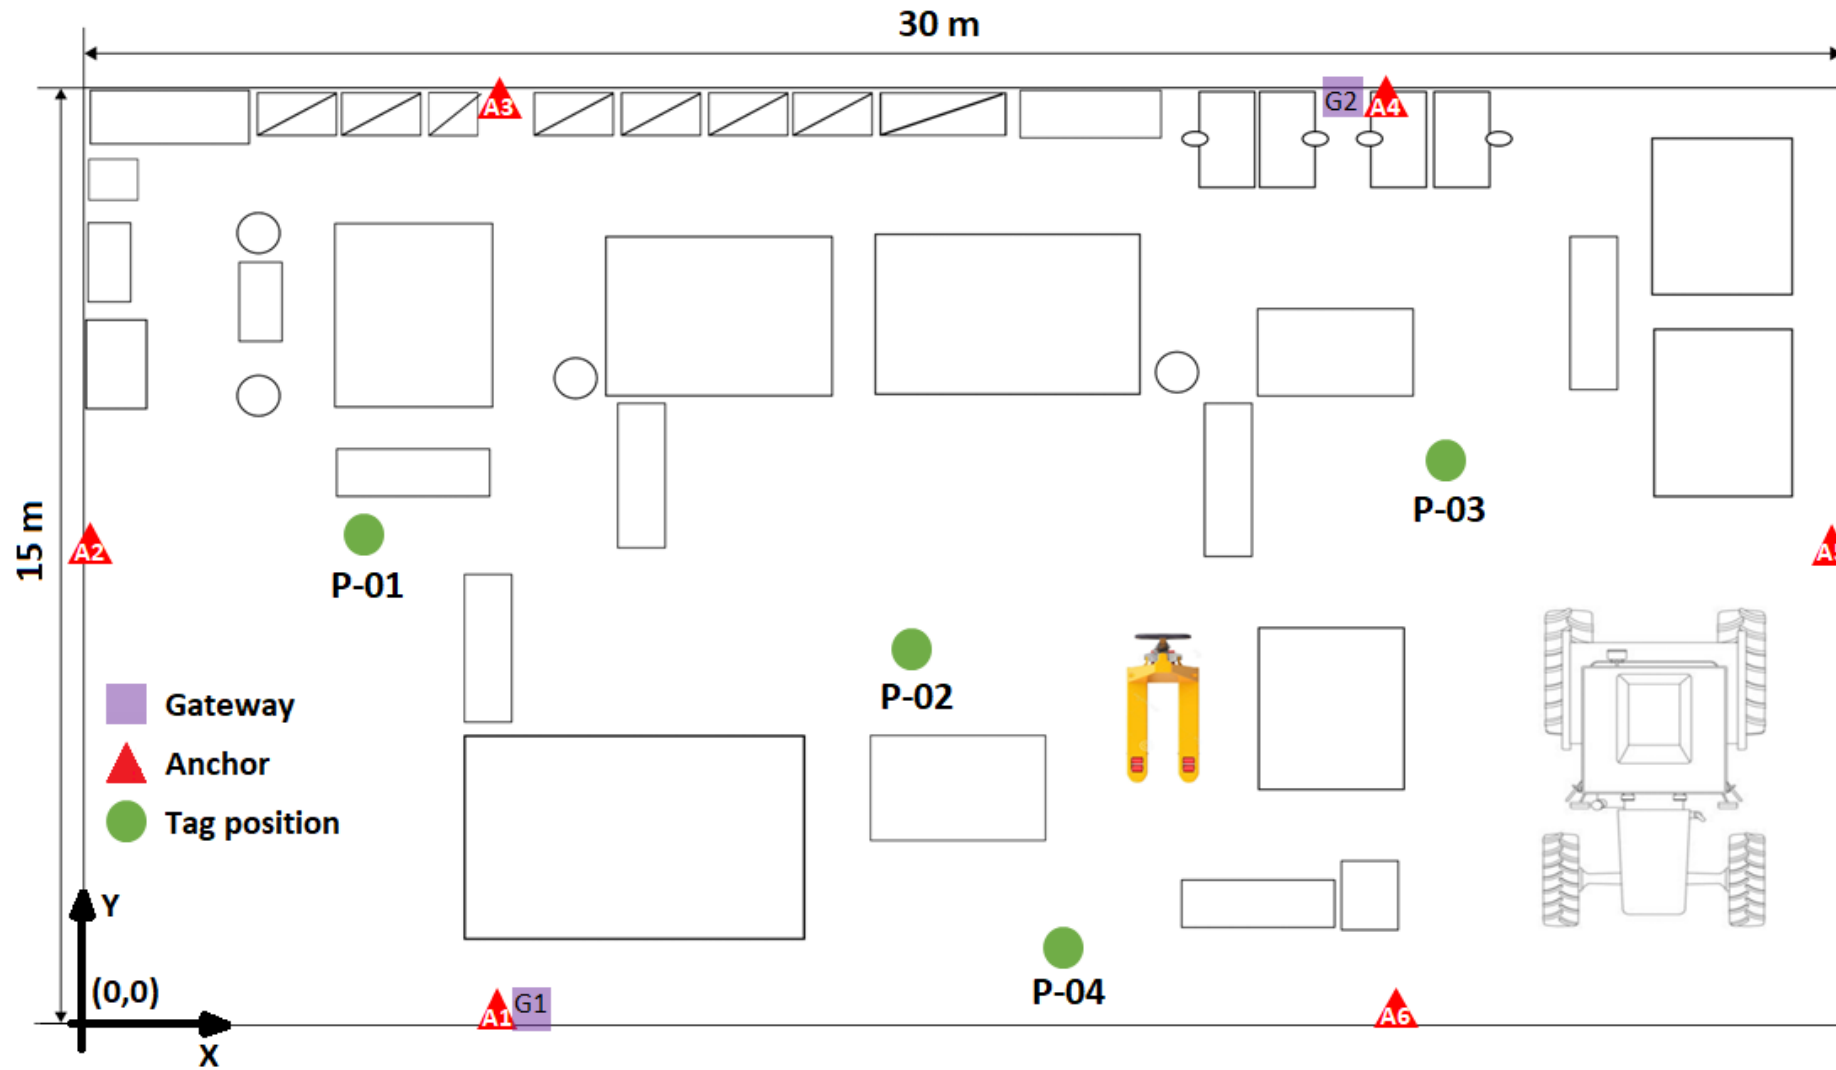 30 m
A3
G2
A4
15 m
A2
P-01
P-03
P-02
Gateway
Anchor
Tag position
Y
(0,0)
X
A1
G1
P-04
A6